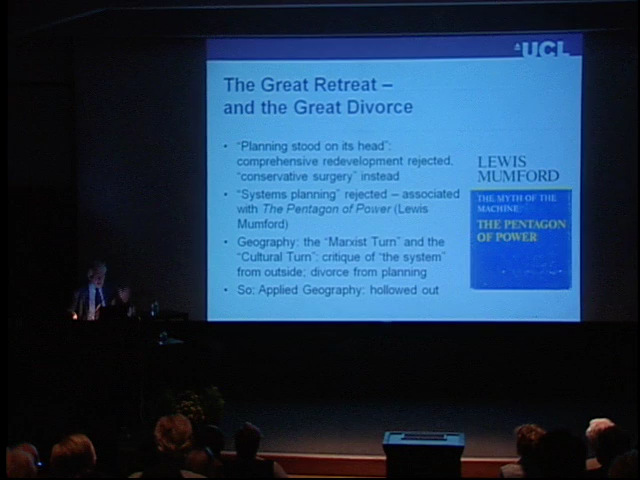 UCL
The Great Retreat –
and the Great Divorce
• "Planning stood on its head":
comprehensive redevelopment rejected,
"conservative surgery" instead
• "Systems planning" rejected – associated
with The Pentagon of Power (Lewis
Mumford)
• Geography: the "Marxist Turn" and the
"Cultural Turn": critique of "the system"
from outside; divorce from planning
• So: Applied Geography: hollowed out
LEWIS
MUMFORD
THE MYTH OF THE
MACHINE:
THE PENTAGON
OF POWER